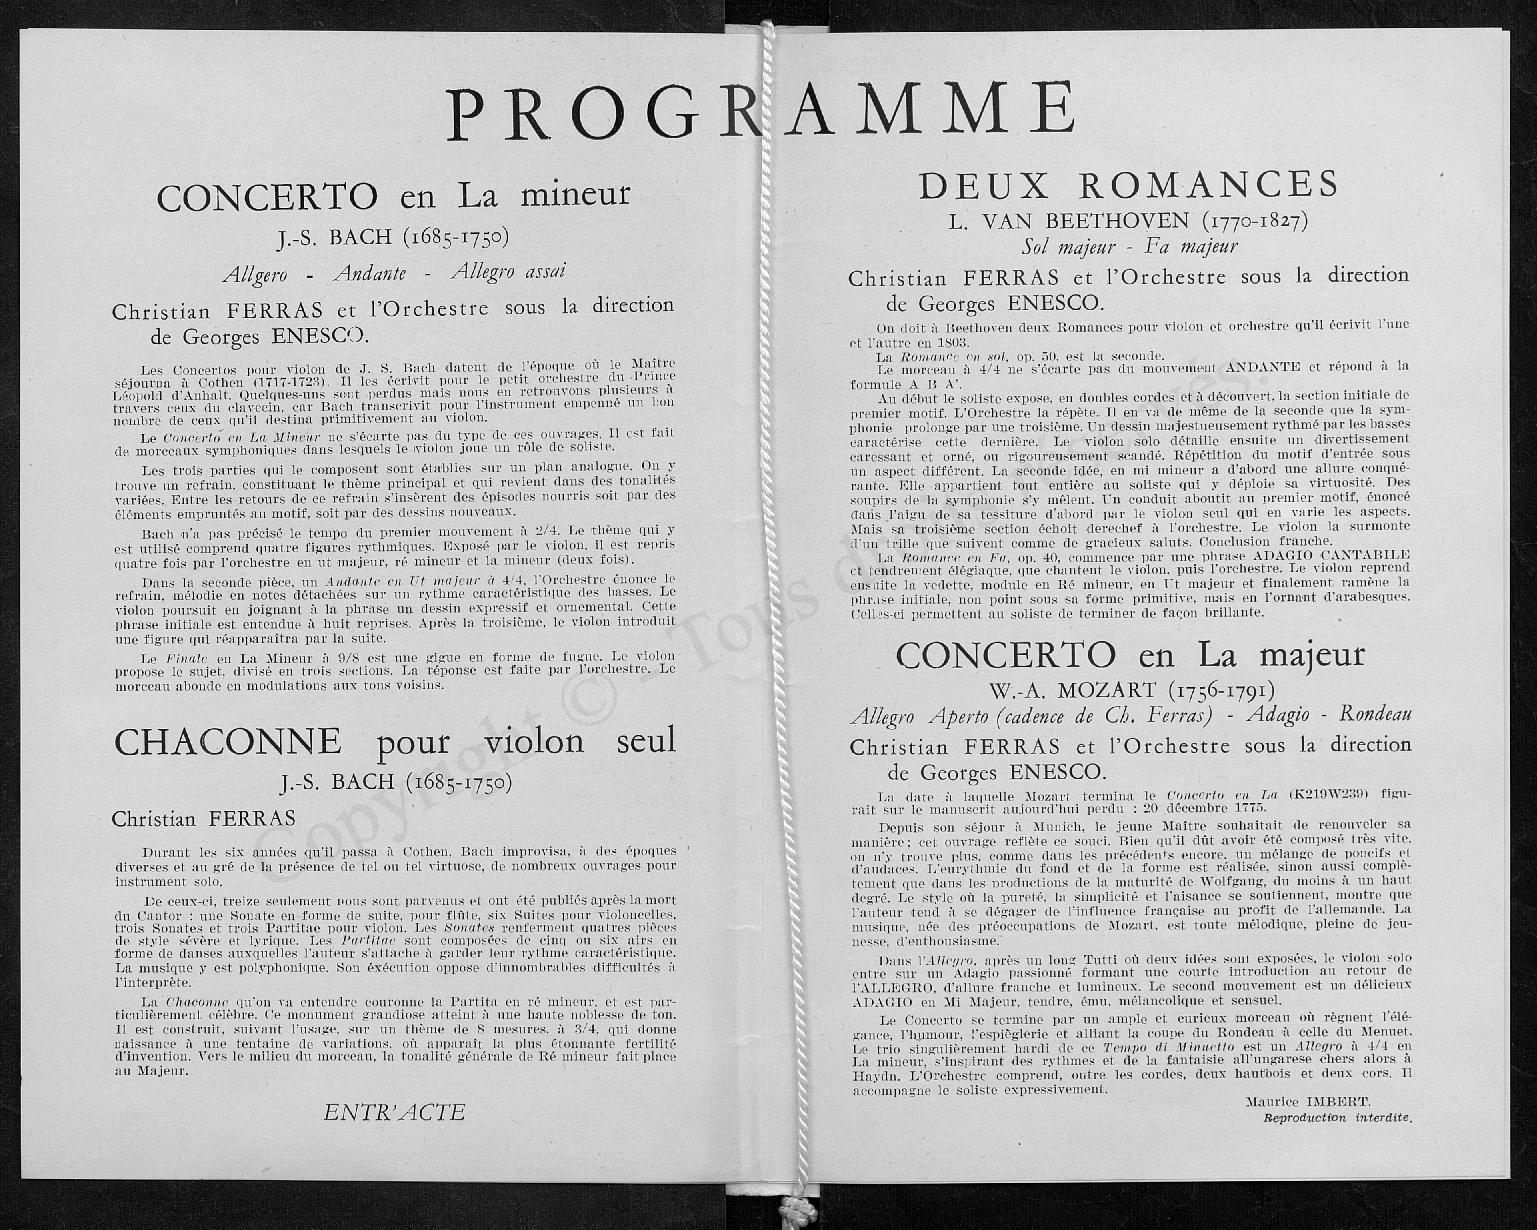 PROGRAMME
CONCERTO en La mineur
J.-S. BACH (1685-1750)
Allgero - Andante - Allegro assai
Christian FERRAS et l'Orchestre sous la direction
de Georges ENESCO.
Les Concertos pour violon de J. S. Bach datent de l'époque où le Maître
séjourna à Cothen (1717-1723). Il les écrivit pour le petit orchestre du Prince
Léopold d'Anhalt. Quelques-uns sont perdus mais nous en retrouvons plusieurs à
travers ceux du clavecin, car Bach transcrivit pour l'instrument empenné un bon
nombre de ceux qu'il destina primitivement au violon.
Le Concerto en La Mineur ne s'écarte pas du type de ces ouvrages. Il est fait
de morceaux symphoniques dans lesquels le violon joue un rôle de soliste.
Les trois parties qui le composent sont établies sur un plan analogue. On y
trouve un refrain, constituant le thème principal et qui revient dans des tonalités
variées. Entre les retours de ce refrain s'insèrent des épisodes nourris soit par des
éléments empruntés au motif, soit par des dessins nouveaux.
Bach n'a pas précisé le tempo du premier mouvement à 2/4. Le thème qui y
est utilisé comprend quatre figures rythmiques. Exposé par le violon, il est repris
quatre fois par l'orchestre en ut majeur, ré mineur et la mineur (deux fois).
Dans la seconde pièce, un Andante en Ut majeur à 4/4, l'Orchestre énonce le
refrain, mélodie en notes détachées sur un rythme caractéristique des basses. Le
violon poursuit en joignant à la phrase un dessin expressif et ornemental. Cette
phrase initiale est entendue à huit reprises. Après la troisième, le violon introduit
une figure qui réapparaîtra par la suite.
Le Finale en La Mineur à 9/8 est une gigue en forme de fugue. Le violon
propose le sujet, divisé en trois sections. La réponse est faite par l'orchestre. Le
morceau abonde en modulations aux tons voisins.
CHACONNE pour violon seul
J.-S. BACH (1685-1750)
Christian FERRAS
Durant les six années qu'il passa à Cothen, Bach improvisa, à des époques
diverses et au gré de la présence de tel ou tel virtuose, de nombreux ouvrages pour
instrument solo.
De ceux-ci, treize seulement nous sont parvenus et ont été publiés après la mort
du Cantor : une Sonate en forme de suite, pour flûte, six Suites pour violoncelles,
trois Sonates et trois Partitae pour violon. Les Sonates renferment quatre pièces
de style sévère et lyrique. Les Partitae sont composées de cinq ou six airs en
forme de danses auxquelles l'auteur s'attache à garder leur rythme caractéristique.
La musique y est polyphonique. Son éxécution oppose d'innombrables difficultés à
l'interprète.
La Chaconne qu'on va entendre couronne la Partita en ré mineur, et est par-
ticulièrement célèbre. Ce monument grandiose atteint à une haute noblesse de ton.
Il est construit, suivant l'usage, sur un thème de 8 mesures, à 3/4, qui donne
naissance à une tentaine de variations, où apparaît la plus étonnante fertilité
d'invention. Vers le milieu du morceau, la tonalité générale de Ré mineur fait place
au Majeur.
ENTR'ACTE
DEUX ROMANCES
L. VAN BEETHOVEN (1770-1827)
Sol majeur - Fa majeur
Christian FERRAS et l'Orchestre sous la direction
de Georges ENESCO.
On doit à Beethoven deux Romances pour violon et orchestre qu'il écrivit l'une
et l'autre en 1803.
La Romance en sol, op. 50, est la seconde.
Le morceau à 4/4 ne s'écarte pas du mouvement ANDANTE et répond à la
formule A B A'.
Au début le soliste expose, en doubles cordes et à découvert, la section initiale de
premier motif. L'Orchestre la répète. Il en va de même de la seconde que la sym-
phonie prolonge par une troisième. Un dessin majestueusement rythmé par les basses
caractérise cette dernière. Le violon solo détaille ensuite un divertissement
caressant et orné, ou rigoureusement scandé. Répétition du motif d'entrée sous
un aspect différent. La seconde idée, en mi mineur a d'abord une allure conqué-
rante. Elle appartient tout entière au soliste qui y déploie sa virtuosité. Des
soupirs de la symphonie s'y mêlent. Un conduit aboutit au premier motif, énoncé
dans l'aigu de sa tessiture d'abord par le violon seul qui en varie les aspects.
Mais sa troisième section échoit derechef à l'orchestre. Le violon la surmonte
d'un trille que suivent comme de gracieux saluts. Conclusion franche.
La Romance en Fa, op. 40, commence par une phrase ADAGIO CANTABILE
et tendrement élégiaque, que chantent le violon, puis l'orchestre. Le violon reprend
ensuite la vedette, module en Ré mineur, en Ut majeur et finalement ramène la
phrase initiale, non point sous sa forme primitive, mais en l'ornant d'arabesques.
Celles-ci permettent au soliste de terminer de façon brillante.
CONCERTO en La majeur
W.-A. MOZART (1756-1791)
Allegro Aperto (cadence de Ch. Ferras) - Adagio - Rondeau
Christian FERRAS et l'Orchestre sous la direction
de Georges ENESCO.
La date à laquelle Mozart termina le Concerto en La (K219W239) figu-
rait sur le manuscrit aujourd'hui perdu : 20 décembre 1775.
Depuis son séjour à Munich, le jeune Maître souhaitait de renouveler sa
manière ; cet ouvrage reflète ce souci. Bien qu'il dût avoir été composé très vite,
on n'y trouve plus, comme dans les précédents encore, un mélange de poncifs et
d'audaces. L'eurythmie du fond et de la forme est réalisée, sinon aussi complè-
tement que dans les productions de la maturité de Wolfgang, du moins à un haut
degré. Le style où la pureté, la simplicité et l'aisance se soutiennent, montre que
l'auteur tend à se dégager de l'influence française au profit de l'allemande. La
musique, née des préoccupations de Mozart, est toute mélodique, pleine de jeu-
nesse, d'enthousiasme.
Dans l'Allegro, après un long Tutti où deux idées sont exposées, le violon solo
entre sur un Adagio passionné formant une courte introduction au retour de
l'ALLEGRO, d'allure franche et lumineux. Le second mouvement est un délicieux
ADAGIO en Mi Majeur, tendre, ému, mélancolique et sensuel.
Le Concerto se termine par un ample et curieux morceau où règnent l'élé-
gance, l'humour, l'espièglerie et alliant la coupe du Rondeau à celle du Menuet.
Le trio singulièrement hardi de ce Tempo di Minuetto est un Allegro à 4/4 en
La mineur, s'inspirant des rythmes et de la fantaisie all'ungarese chers alors à
Haydn. L'Orchestre comprend, outre les cordes, deux hautbois et deux cors. Il
accompagne le soliste expressivement.
Maurice IMBERT.
Reproduction interdite.
Copyright © - Tous d